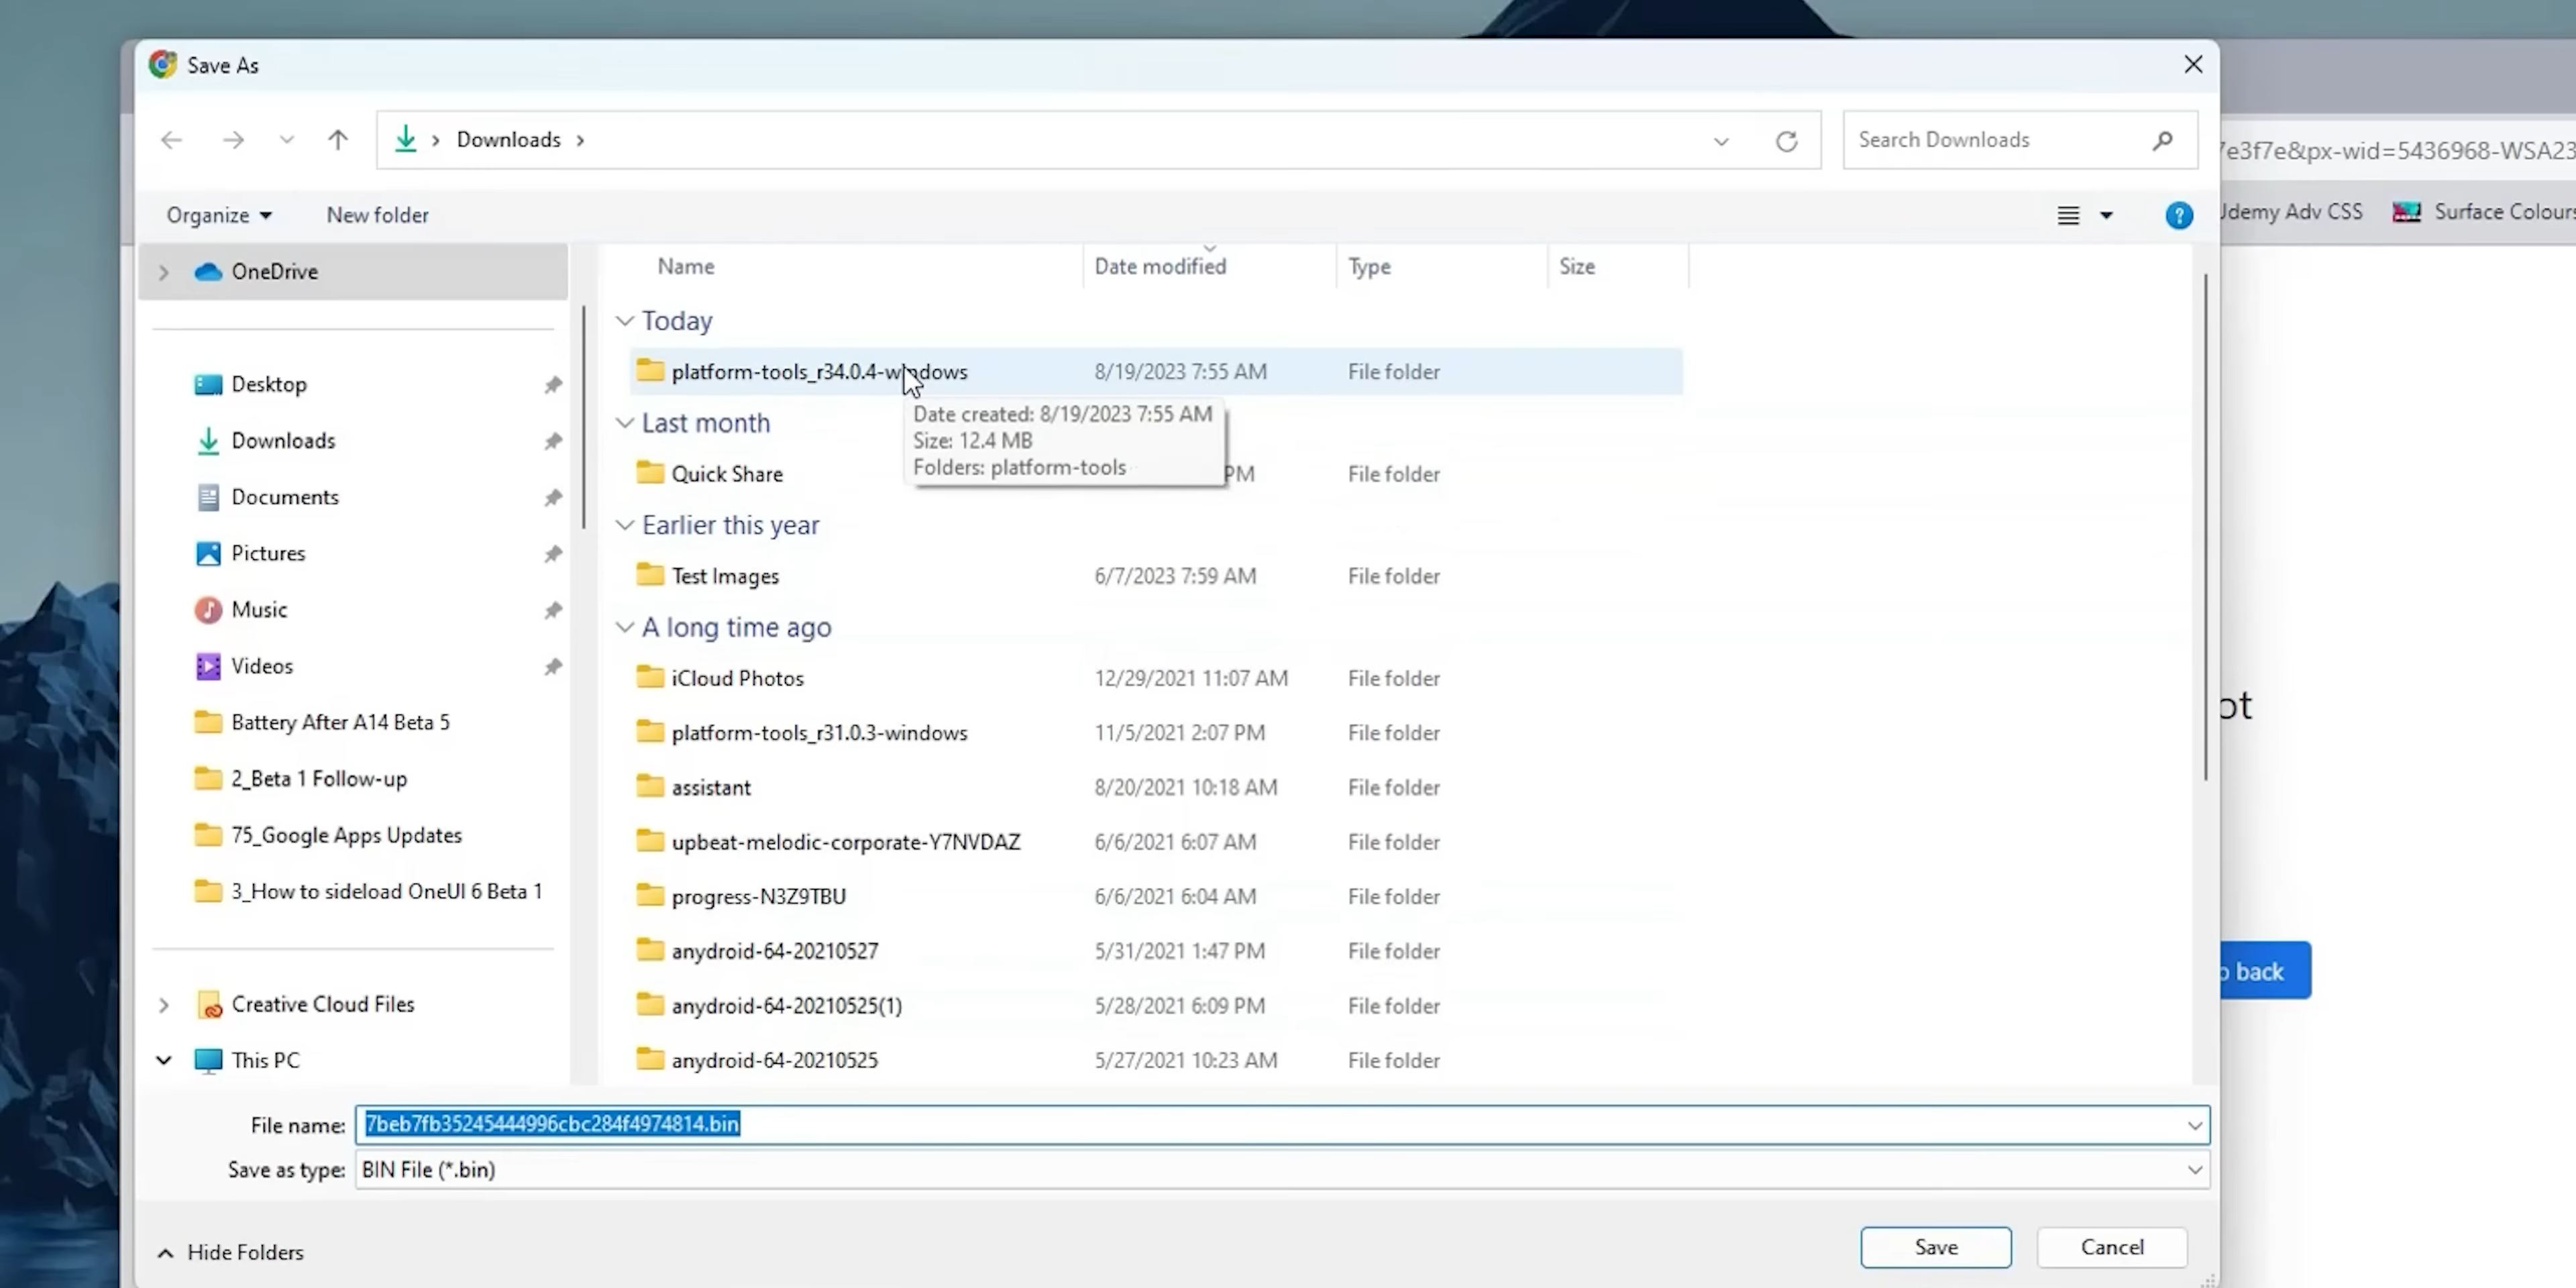 Save As
Downloads
Search Downloads
7e3f7e&px-wid=5436968-WSA23
Organize
New folder
?
Udemy Adv CSS
Surface Colours
OneDrive
Name
Date modified
Type
Size
Today
platform-tools_r34.0.4-windows
8/19/2023 7:55 AM
File folder
Date created: 8/19/2023 7:55 AM
Size: 12.4 MB
Folders: platform-tools
Last month
Quick Share
PM
File folder
Earlier this year
Test Images
6/7/2023 7:59 AM
File folder
A long time ago
iCloud Photos
12/29/2021 11:07 AM
File folder
platform-tools_r31.0.3-windows
11/5/2021 2:07 PM
File folder
assistant
8/20/2021 10:18 AM
File folder
upbeat-melodic-corporate-Y7NVDAZ
6/6/2021 6:07 AM
File folder
progress-N3Z9TBU
6/6/2021 6:04 AM
File folder
anydroid-64-20210527
5/31/2021 1:47 PM
File folder
anydroid-64-20210525(1)
5/28/2021 6:09 PM
File folder
anydroid-64-20210525
5/27/2021 10:23 AM
File folder
Desktop
Downloads
Documents
Pictures
Music
Videos
Battery After A14 Beta 5
2_Beta 1 Follow-up
75_Google Apps Updates
3_How to sideload OneUI 6 Beta 1
Creative Cloud Files
This PC
ot
o back
File name: 7beb7fb35245444996cbc284f4974814.bin
Save as type: BIN File (*.bin)
Hide Folders
Save
Cancel